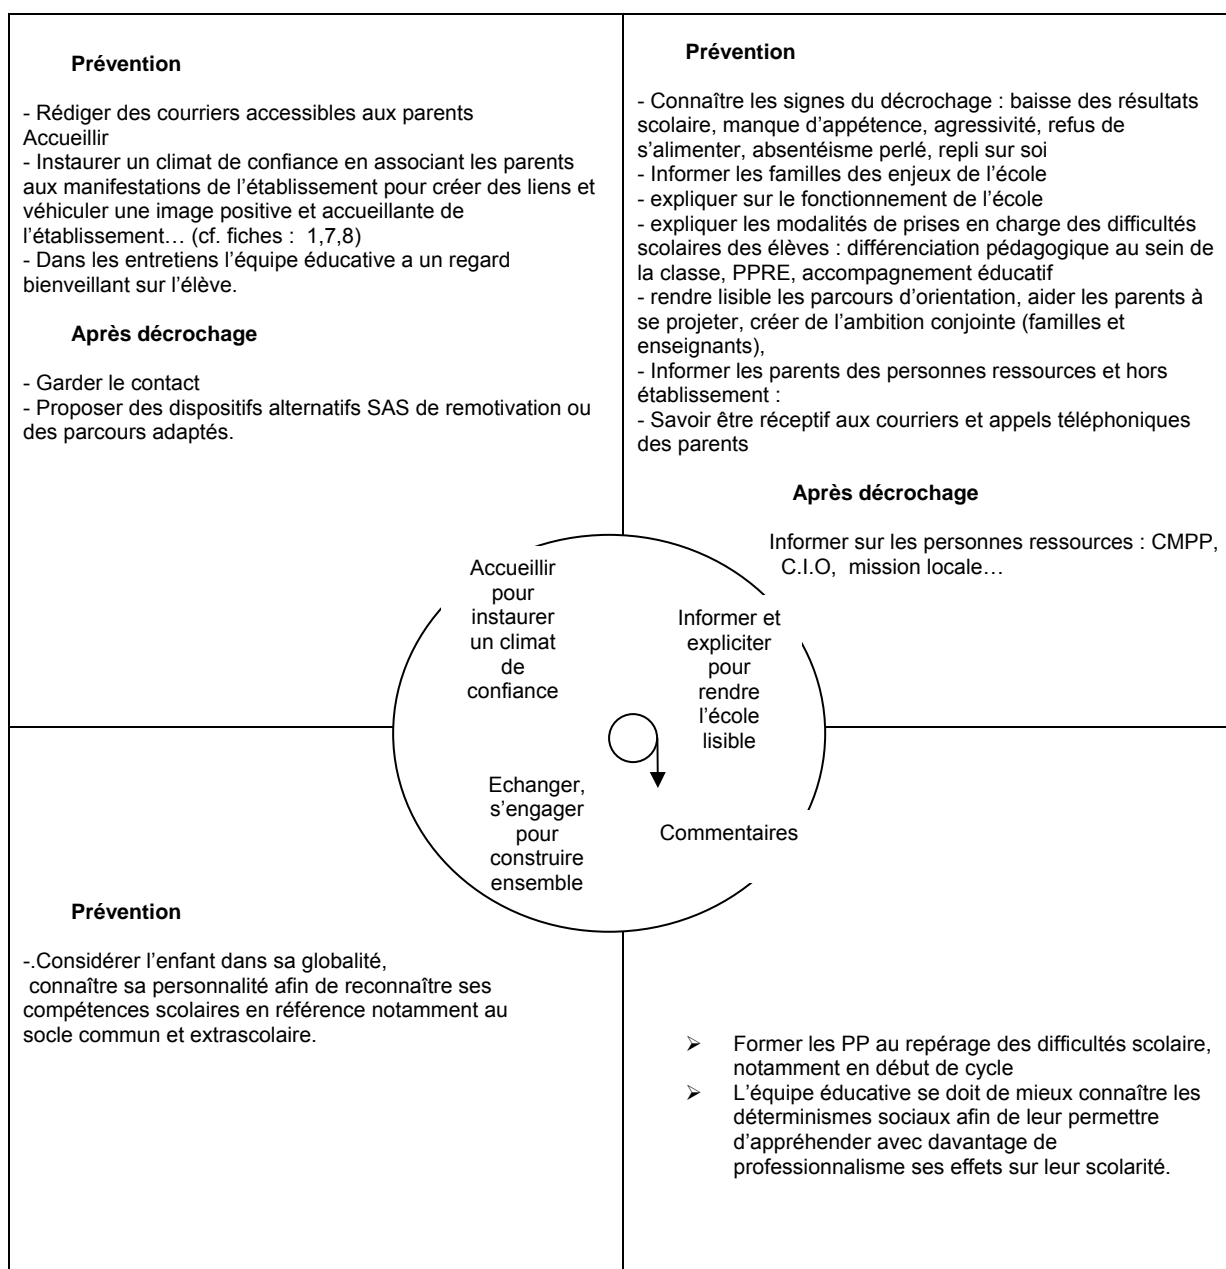 Prévention
- Rédiger des courriers accessibles aux parents
Accueillir
- Instaurer un climat de confiance en associant les parents
aux manifestations de l'établissement pour créer des liens et
véhiculer une image positive et accueillante de
l'établissement… (cf. fiches : 1,7,8)
- Dans les entretiens l'équipe éducative a un regard
bienveillant sur l'élève.
Après décrochage
- Garder le contact
- Proposer des dispositifs alternatifs SAS de remotivation ou
des parcours adaptés.
Prévention
- Connaître les signes du décrochage : baisse des résultats
scolaire, manque d'appétence, agressivité, refus de
s'alimenter, absentéisme perlé, repli sur soi
- Informer les familles des enjeux de l'école
- expliquer sur le fonctionnement de l'école
- expliquer les modalités de prises en charge des difficultés
scolaires des élèves : différenciation pédagogique au sein de
la classe, PPRE, accompagnement éducatif
- rendre lisible les parcours d'orientation, aider les parents à
se projeter, créer de l'ambition conjointe (familles et
enseignants),
- Informer les parents des personnes ressources et hors
établissement :
- Savoir être réceptif aux courriers et appels téléphoniques
des parents
Après décrochage
Informer sur les personnes ressources : CMPP,
C.I.O, mission locale…
Accueillir
pour
instaurer
un climat
de
confiance
Informer et
expliciter
pour
rendre
l'école
lisible
Echanger,
s'engager
pour
construire
ensemble
Commentaires
Prévention
-.Considérer l'enfant dans sa globalité,
connaître sa personnalité afin de reconnaître ses
compétences scolaires en référence notamment au
socle commun et extrascolaire.
➢ Former les PP au repérage des difficultés scolaire,
notamment en début de cycle
➢ L'équipe éducative se doit de mieux connaître les
déterminismes sociaux afin de leur permettre
d'appréhender avec davantage de
professionnalisme ses effets sur leur scolarité.